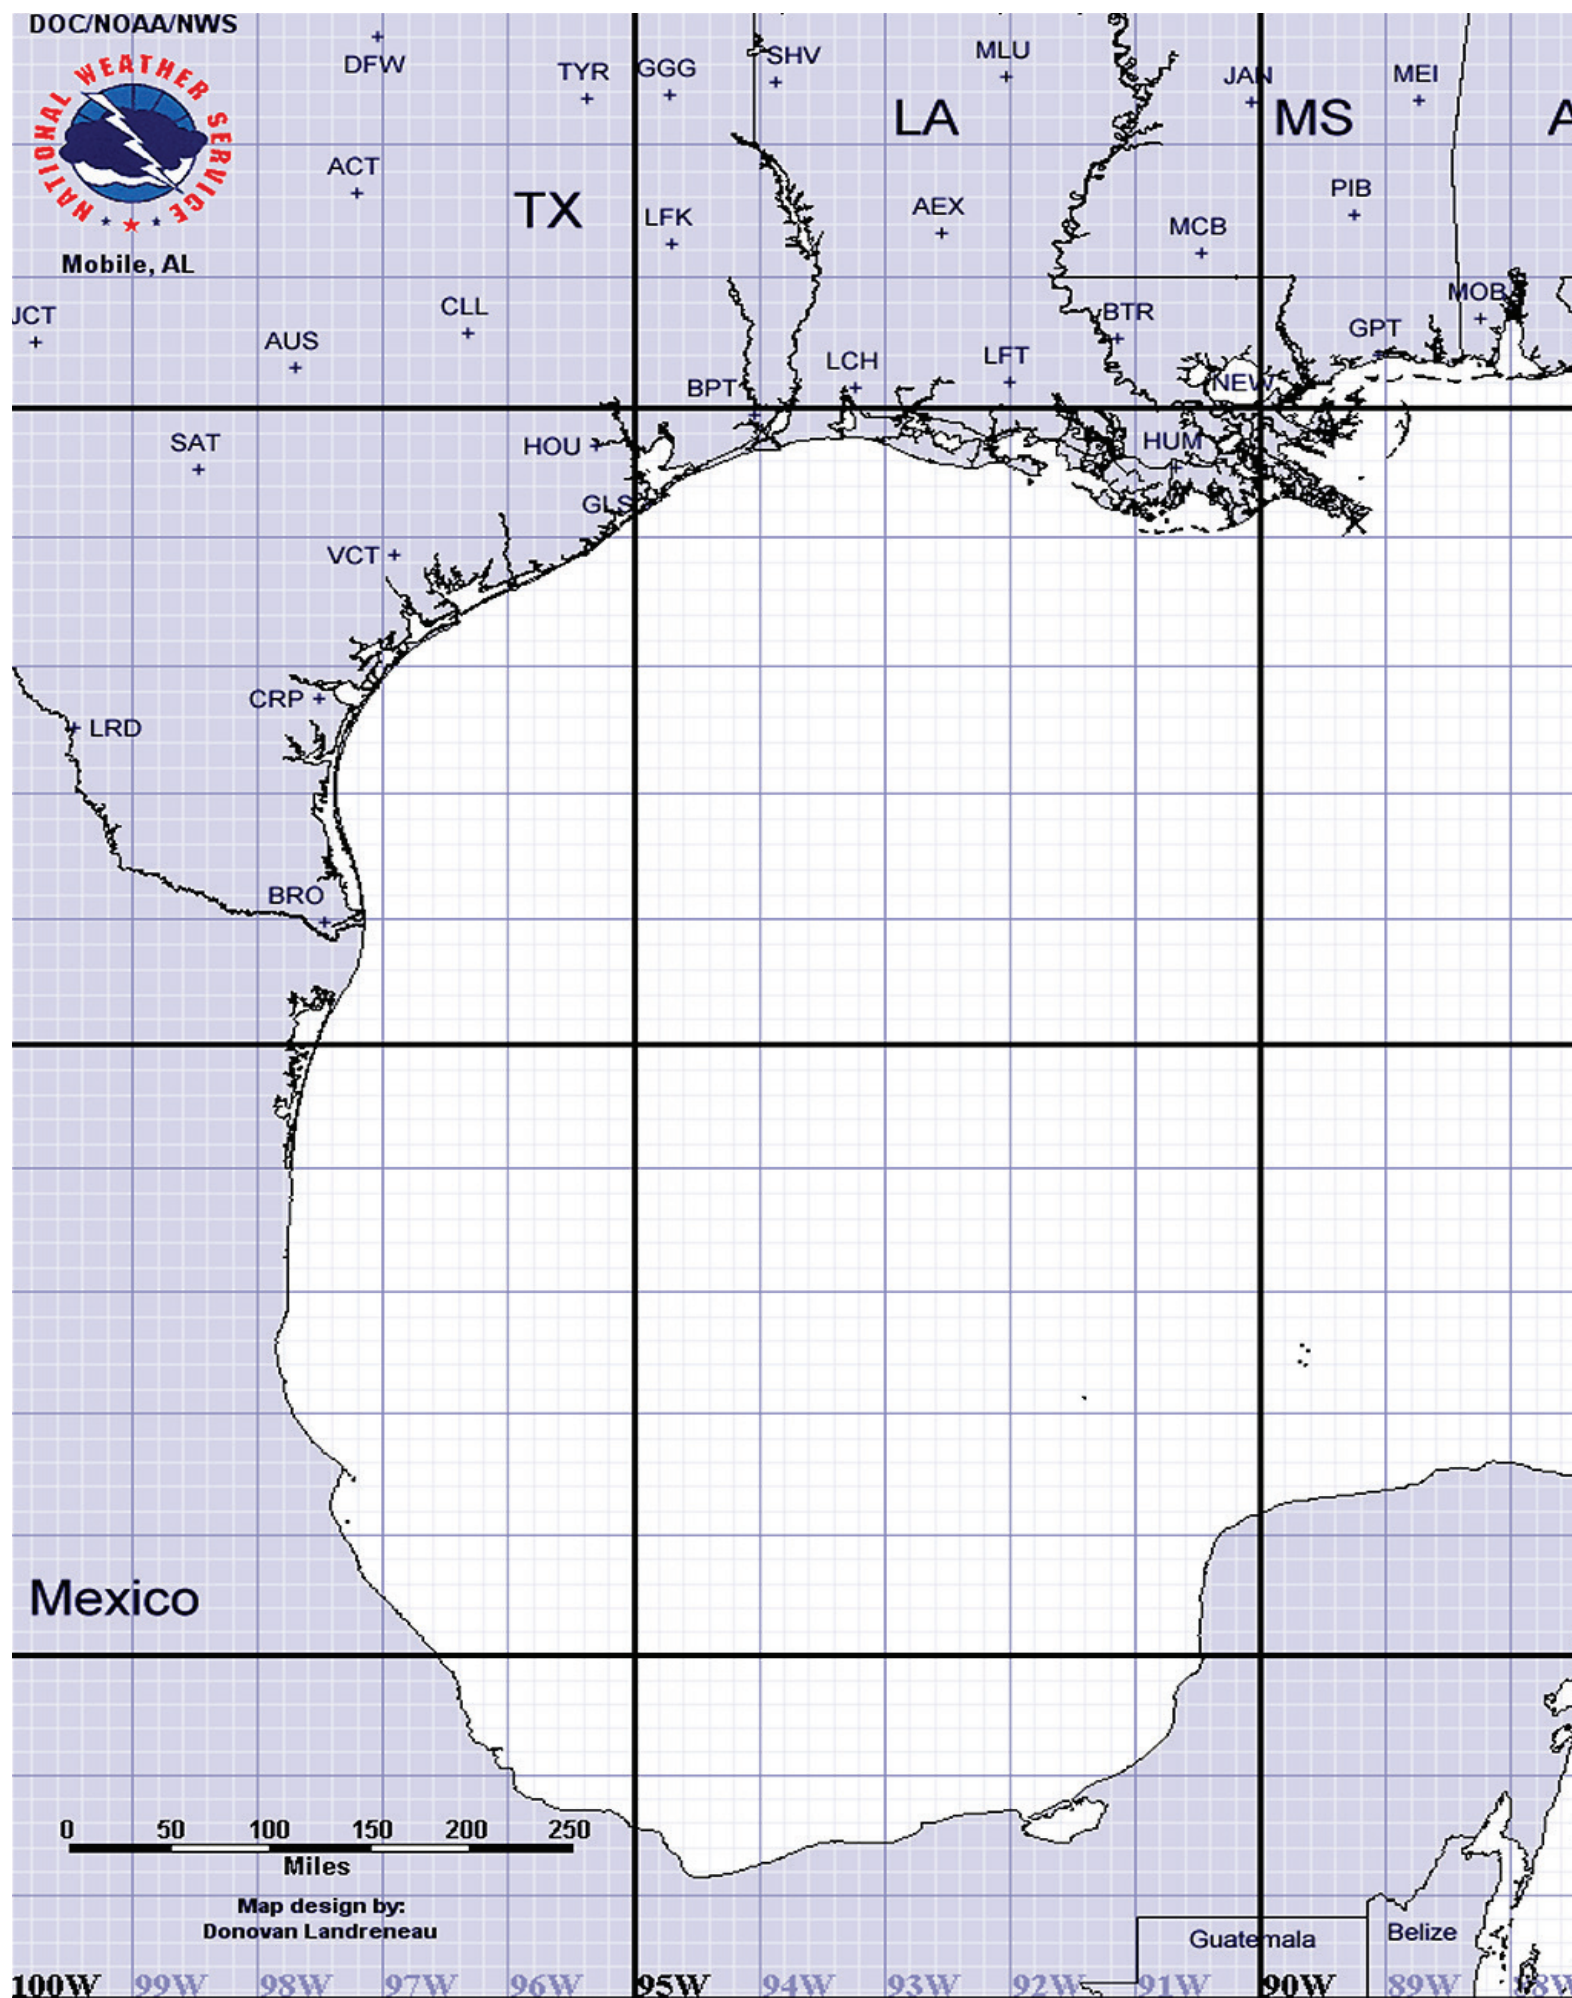 DOC/NOAA/NWS
NATIONAL WEATHER SERVICE
Mobile, AL
DFW
TYR
GGG
SHV
MLU
JAN
MEI
LA
MS
A
ACT
TX
LFK
AEX
PIB
MCB
JCT
AUS
CLL
BTR
MOB
GPT
BPT
LCH
LFT
NEW
SAT
HOU
HUM
GLS
VCT
CRP
LRD
BRO
Mexico
0 50 100 150 200 250
Miles
Map design by:
Donovan Landreneau
Guatemala
Belize
100W 99W 98W 97W 96W 95W 94W 93W 92W 91W 90W 89W 88W